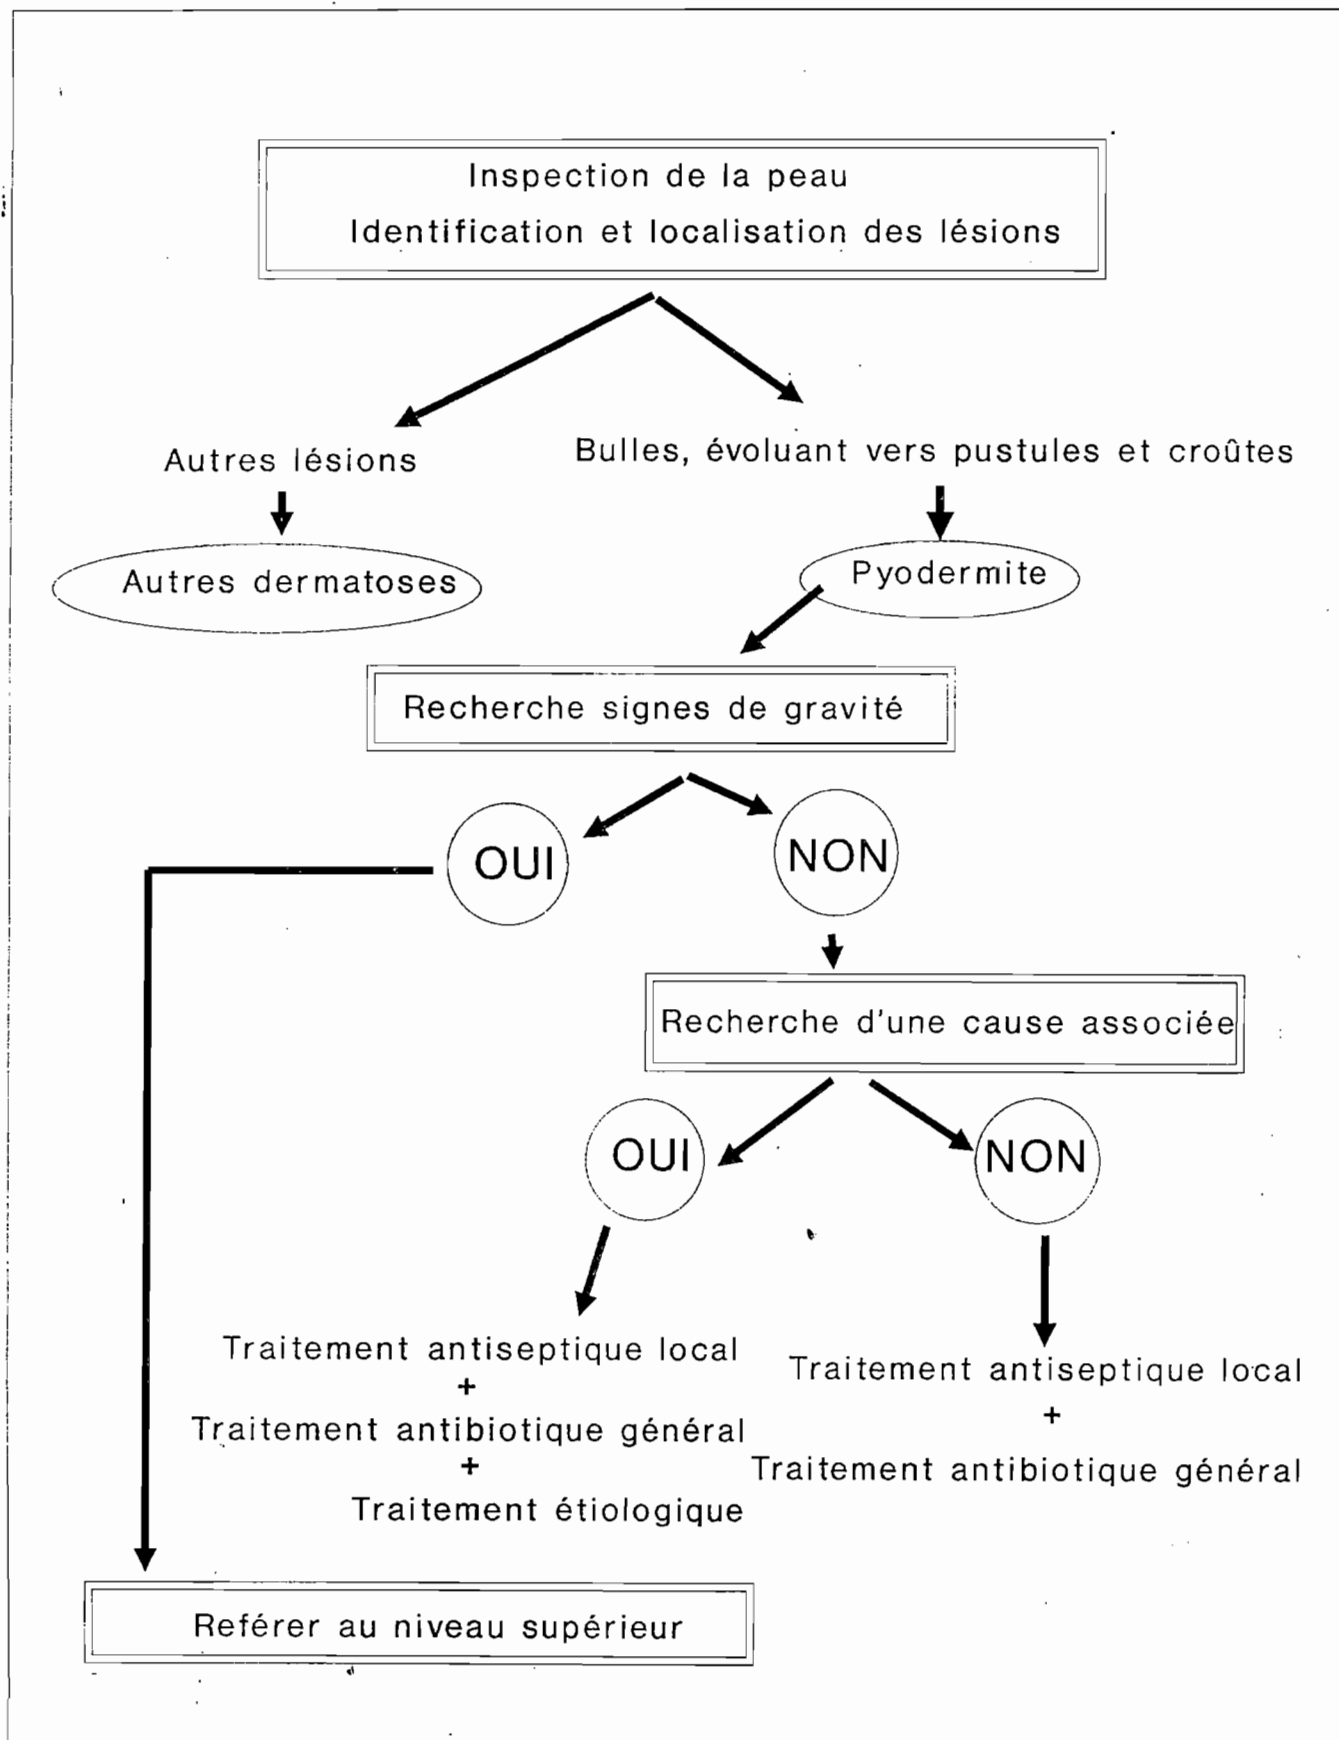 Inspection de la peau
Identification et localisation des lésions
Autres lésions
Bulles, évoluant vers pustules et croûtes
Autres dermatoses
Pyodermite
Recherche signes de gravité
OUI
NON
Recherche d'une cause associée
OUI
NON
Traitement antiseptique local
+
Traitement antibiotique général
+
Traitement étiologique
Traitement antiseptique local
+
Traitement antibiotique général
Reférer au niveau supérieur